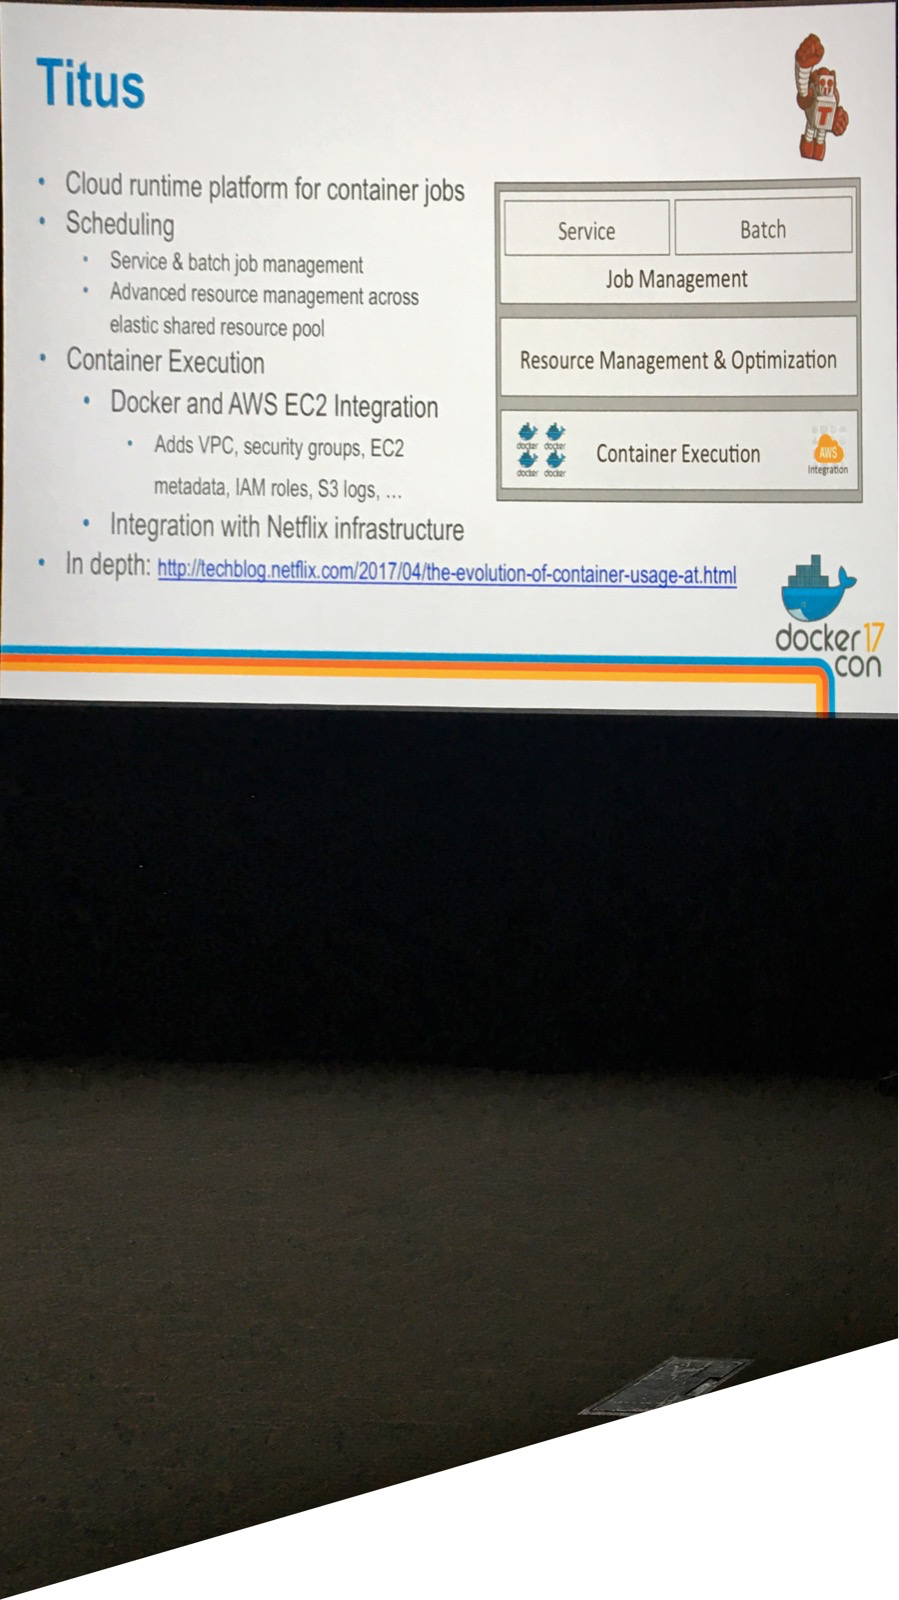 Titus
• Cloud runtime platform for container jobs
• Scheduling
• Service & batch job management
• Advanced resource management across
elastic shared resource pool
• Container Execution
• Docker and AWS EC2 Integration
• Adds VPC, security groups, EC2
metadata, IAM roles, S3 logs, ...
• Integration with Netflix infrastructure
• In depth: http://techblog.netflix.com/2017/04/the-evolution-of-container-usage-at.html
T
Service
Batch
Job Management
Resource Management & Optimization
docker docker
docker docker
Container Execution
AWS
Integration
docker17
con